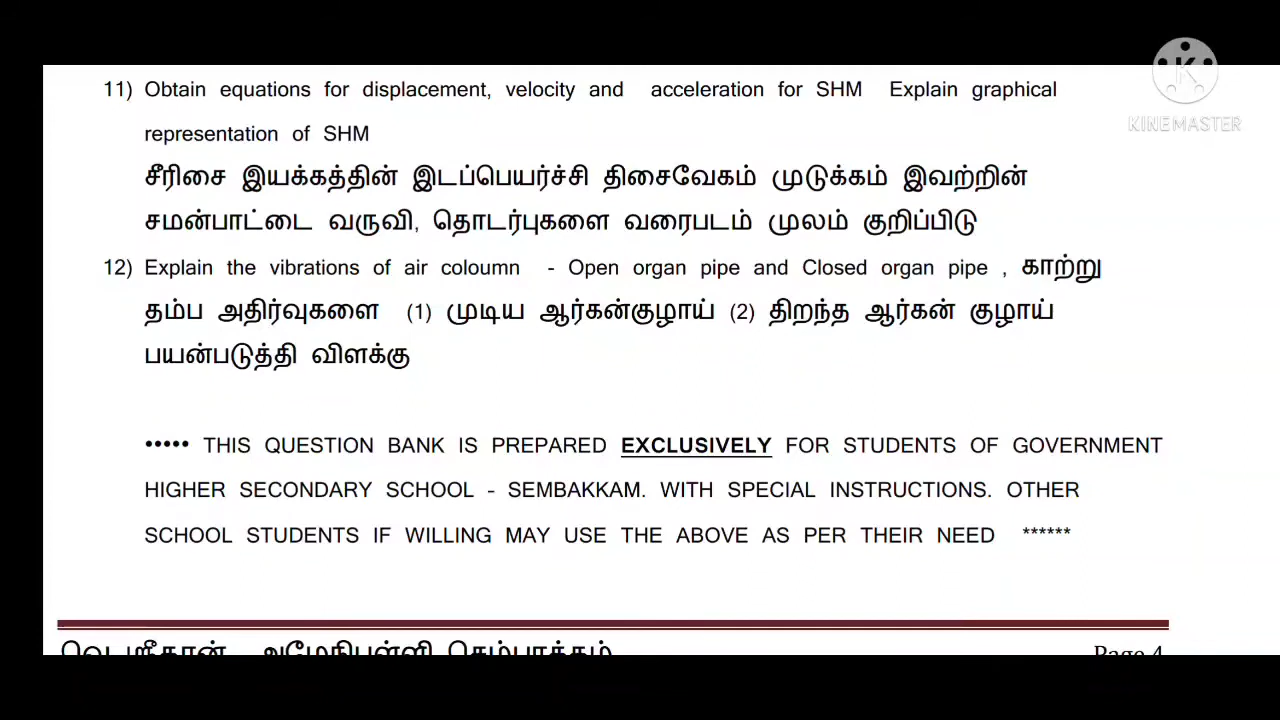 K
KINEMASTER
11) Obtain equations for displacement, velocity and acceleration for SHM Explain graphical
representation of SHM
சீரிசை இயக்கத்தின் இடப்பெயர்ச்சி திசைவேகம் முடுக்கம் இவற்றின்
சமன்பாட்டை வருவி, தொடர்புகளை வரைபடம் முலம் குறிப்பிடு
12) Explain the vibrations of air coloumn - Open organ pipe and Closed organ pipe , காற்று
தம்ப அதிர்வுகளை (1) முடிய ஆர்கன்குழாய் (2) திறந்த ஆர்கன் குழாய்
பயன்படுத்தி விளக்கு
••••• THIS QUESTION BANK IS PREPARED EXCLUSIVELY FOR STUDENTS OF GOVERNMENT
HIGHER SECONDARY SCHOOL - SEMBAKKAM. WITH SPECIAL INSTRUCTIONS. OTHER
SCHOOL STUDENTS IF WILLING MAY USE THE ABOVE AS PER THEIR NEED ******
செம்பாக்கம்
Page 4